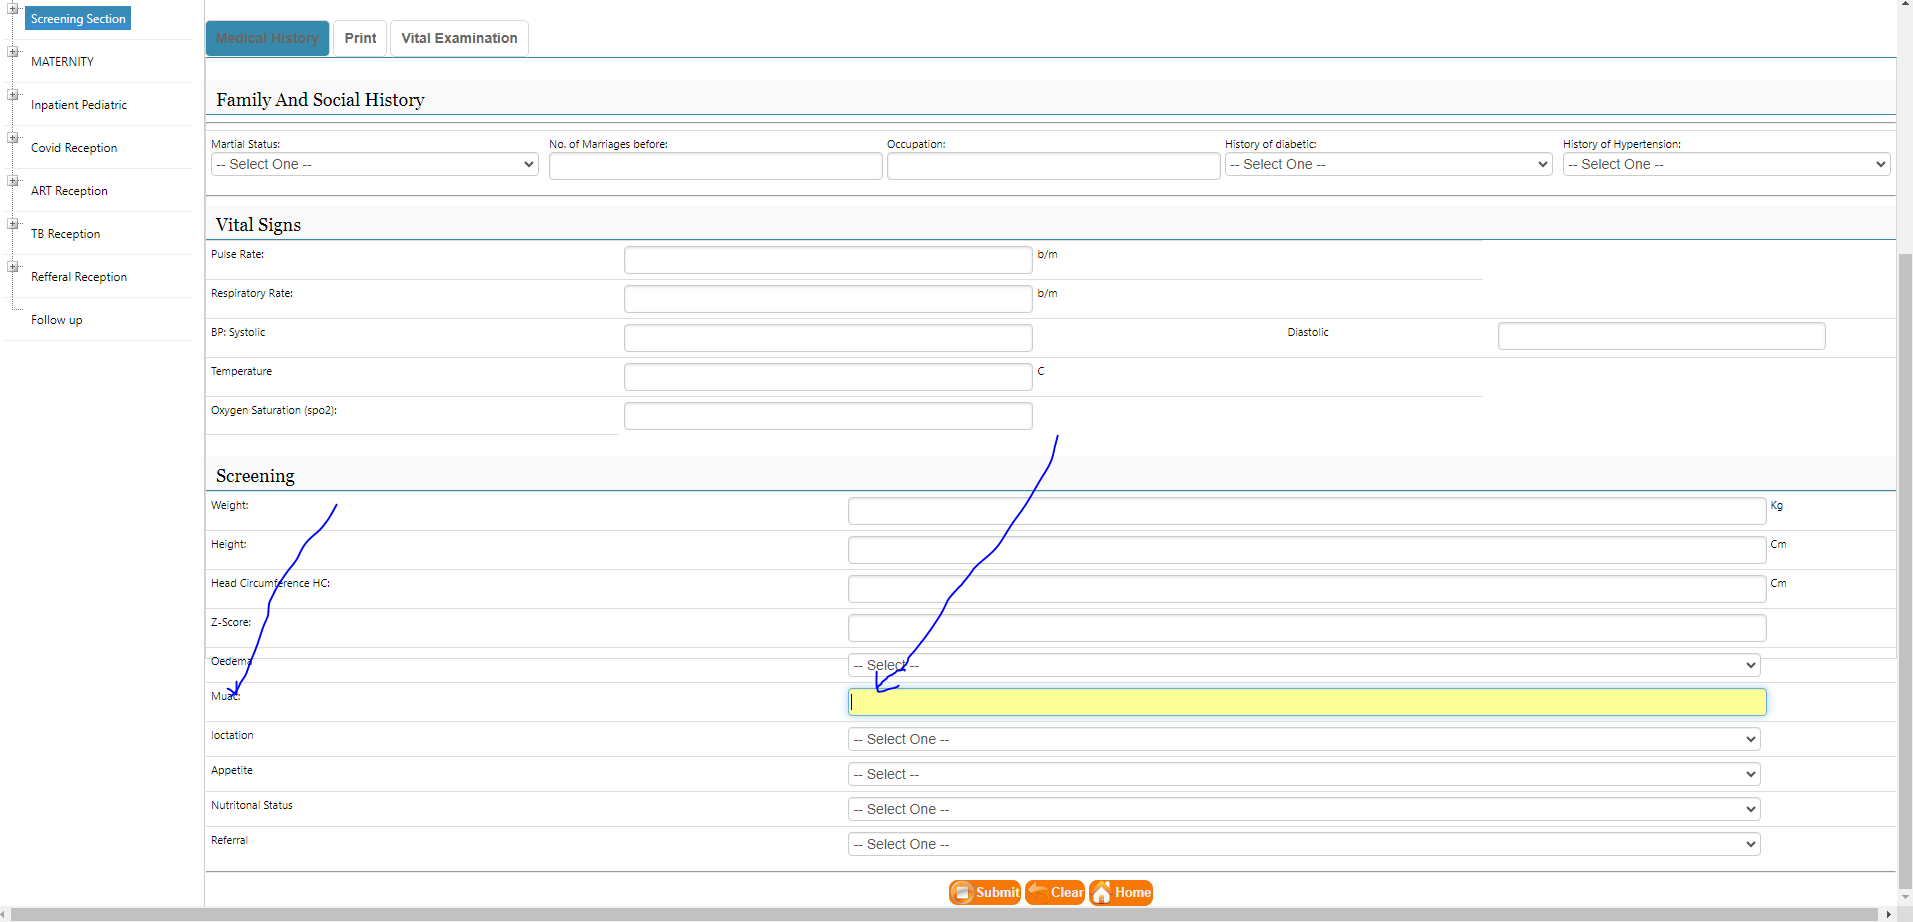 Screening Section
MATERNITY
Inpatient Pediatric
Covid Reception
ART Reception
TB Reception
Refferal Reception
Follow up
Medical History
Print
Vital Examination
Family And Social History
Martial Status:
-- Select One --
No. of Marriages before:
Occupation:
History of diabetic:
-- Select One --
History of Hypertension:
-- Select One --
Vital Signs
Pulse Rate:
b/m
Respiratory Rate:
b/m
BP: Systolic
Diastolic
Temperature
C
Oxygen Saturation (spo2):
Screening
Weight:
Kg
Height:
Cm
Head Circumference HC:
Cm
Z-Score:
Oedema
-- Select --
Muac:
loctation
-- Select One --
Appetite
-- Select --
Nutritonal Status
-- Select One --
Referral
-- Select One --
Submit
Clear
Home